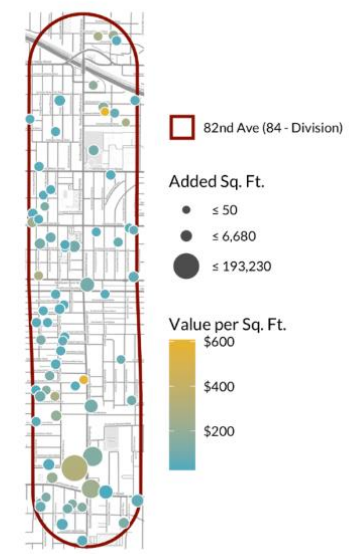 82nd Ave (84 - Division)
Added Sq. Ft.
≤ 50
≤ 6,680
≤ 193,230
Value per Sq. Ft.
$600
$400
$200